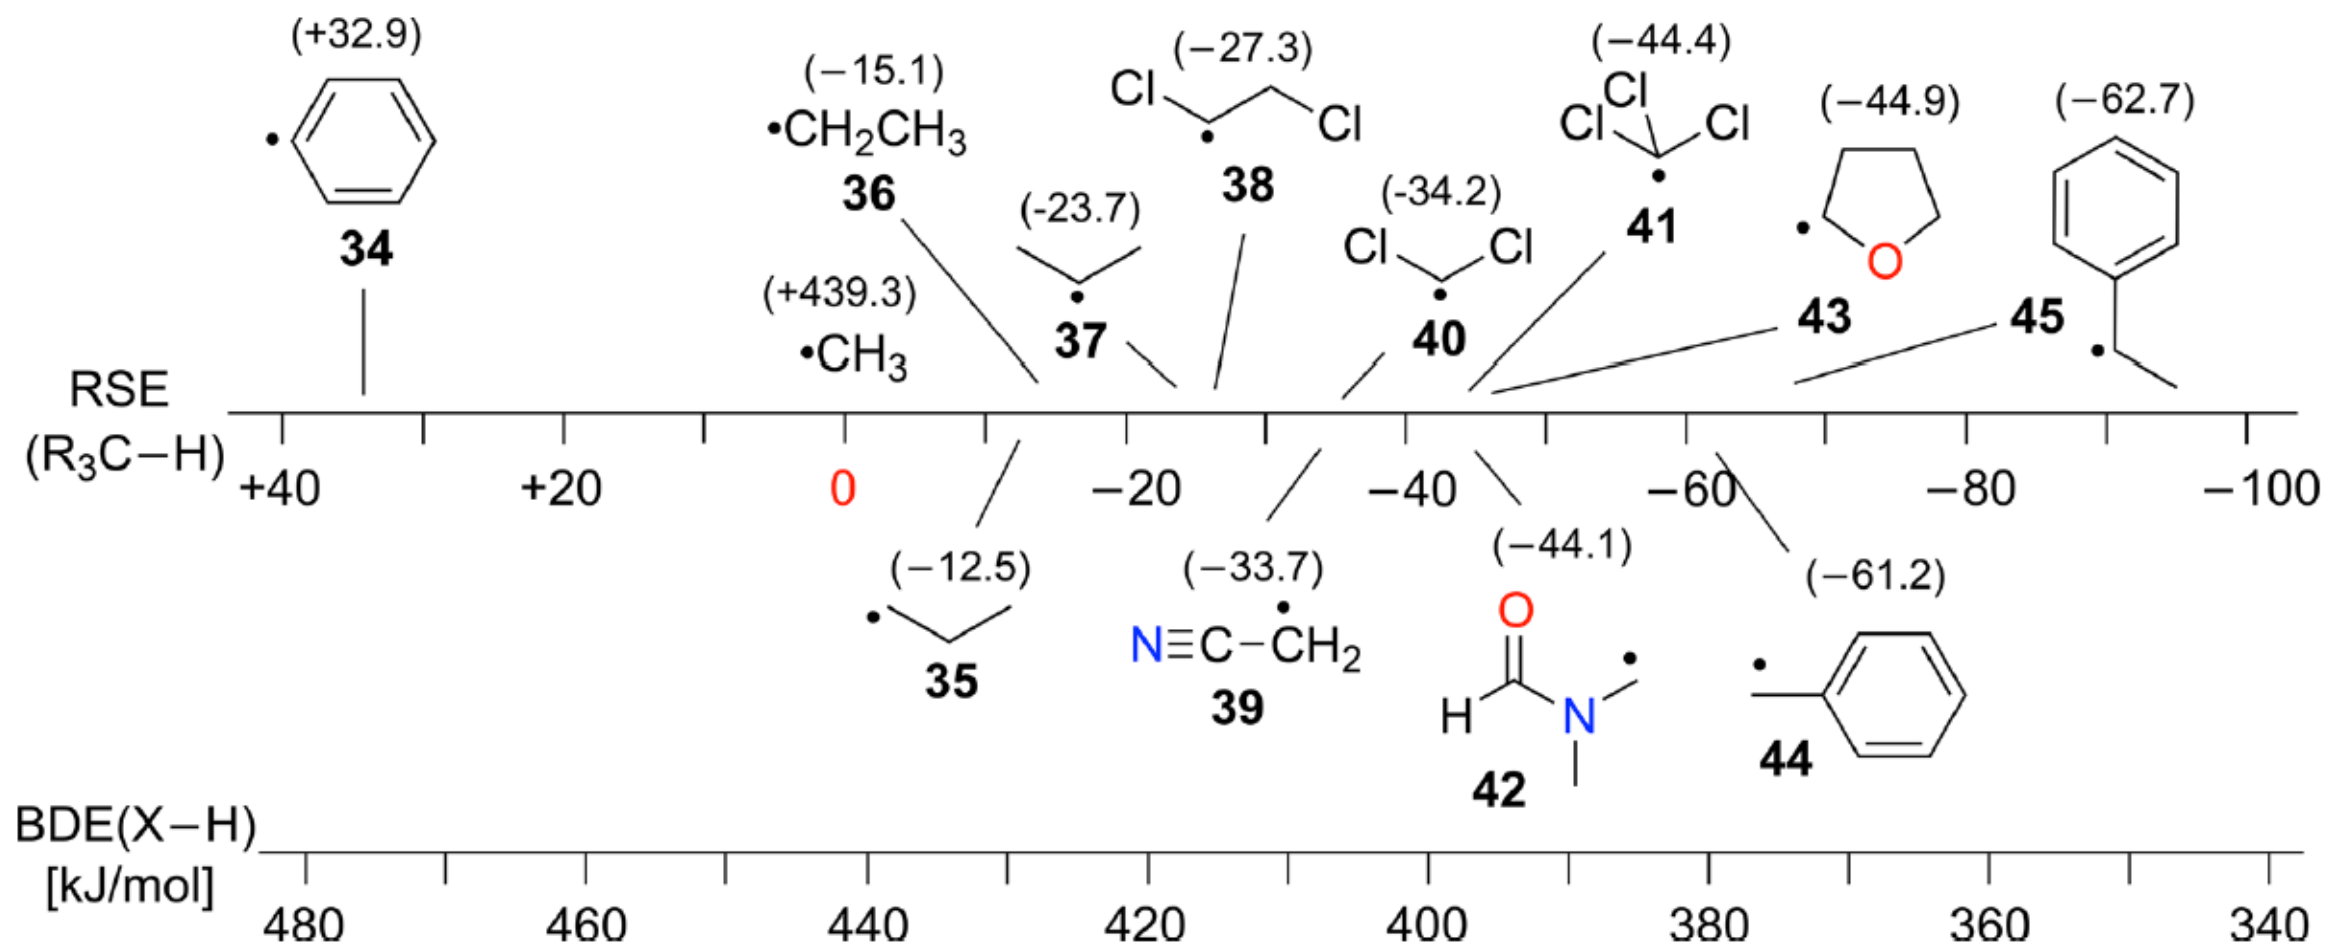 (+32.9)
34
(−15.1)
•CH2CH3
36
(+439.3)
•CH3
(-23.7)
37
(−27.3)
Cl
Cl
38
(-34.2)
Cl
Cl
40
(−44.4)
Cl
Cl
Cl
41
(−44.9)
O
43
(−62.7)
45
RSE
(R3C−H)
+40
+20
0
−20
−40
−60
−80
−100
(−12.5)
35
(−33.7)
N≡C−CH2
39
(−44.1)
O
H
N
42
(−61.2)
44
BDE(X−H)
[kJ/mol]
480
460
440
420
400
380
360
340